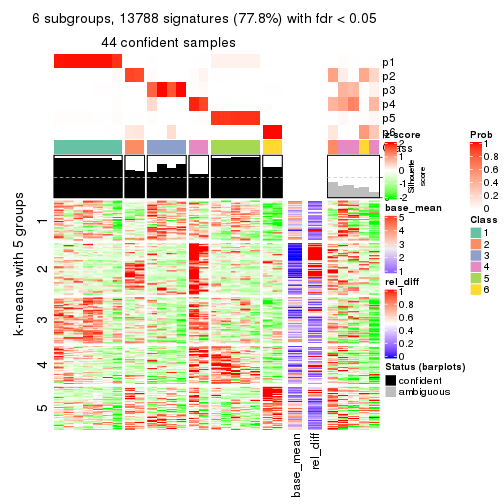 6 subgroups, 13788 signatures (77.8%) with fdr < 0.05
44 confident samples
p1
p2
p3
p4
p5
p6
Class
z-score
2
1
0
-1
-2
Silhouette
score
base_mean
5
4
3
2
1
rel_diff
1
0.8
0.6
0.4
0.2
0
Status (barplots)
confident
ambiguous
Prob
1
0.8
0.6
0.4
0.2
0
Class
1
2
3
4
5
6
k-means with 5 groups
1
2
3
4
5
base_mean
rel_diff